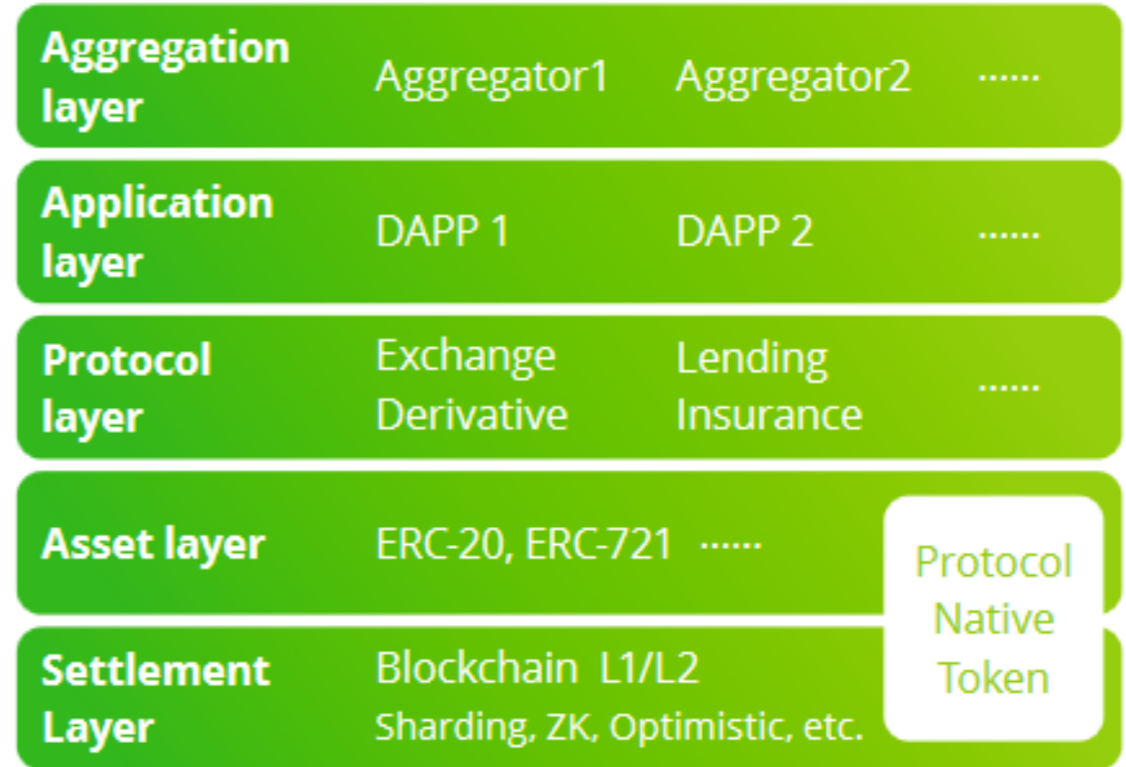 Aggregation
layer
Aggregator1 Aggregator2 ......
Application
layer
DAPP 1 DAPP 2 ......
Protocol
layer
Exchange Lending
Derivative Insurance
......
Asset layer ERC-20, ERC-721 ......
Settlement
Layer
Blockchain L1/L2
Sharding, ZK, Optimistic, etc.
Protocol
Native
Token